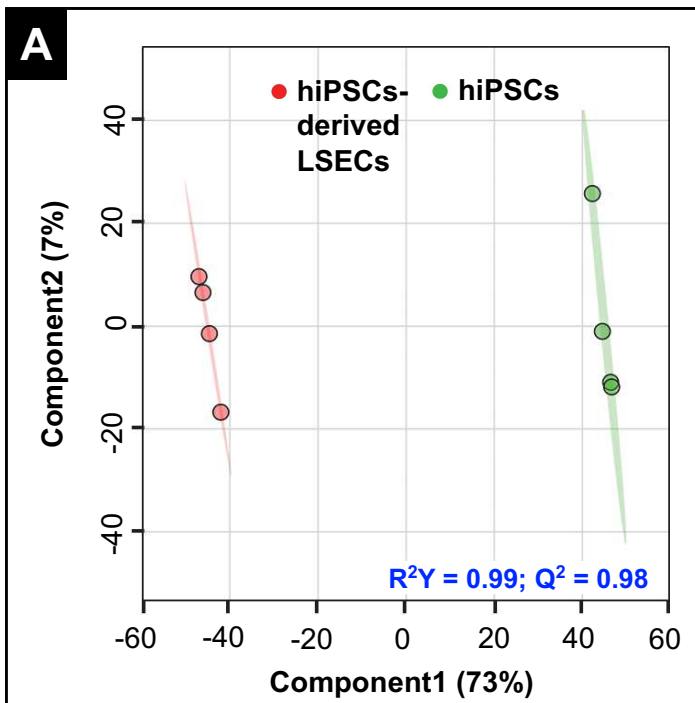 A
hiPSCs-
derived
LSECs
hiPSCs
Component2 (7%)
40
20
0
-20
-40
R²Y = 0.99; Q² = 0.98
-60 -40 -20 0 20 40 60
Component1 (73%)